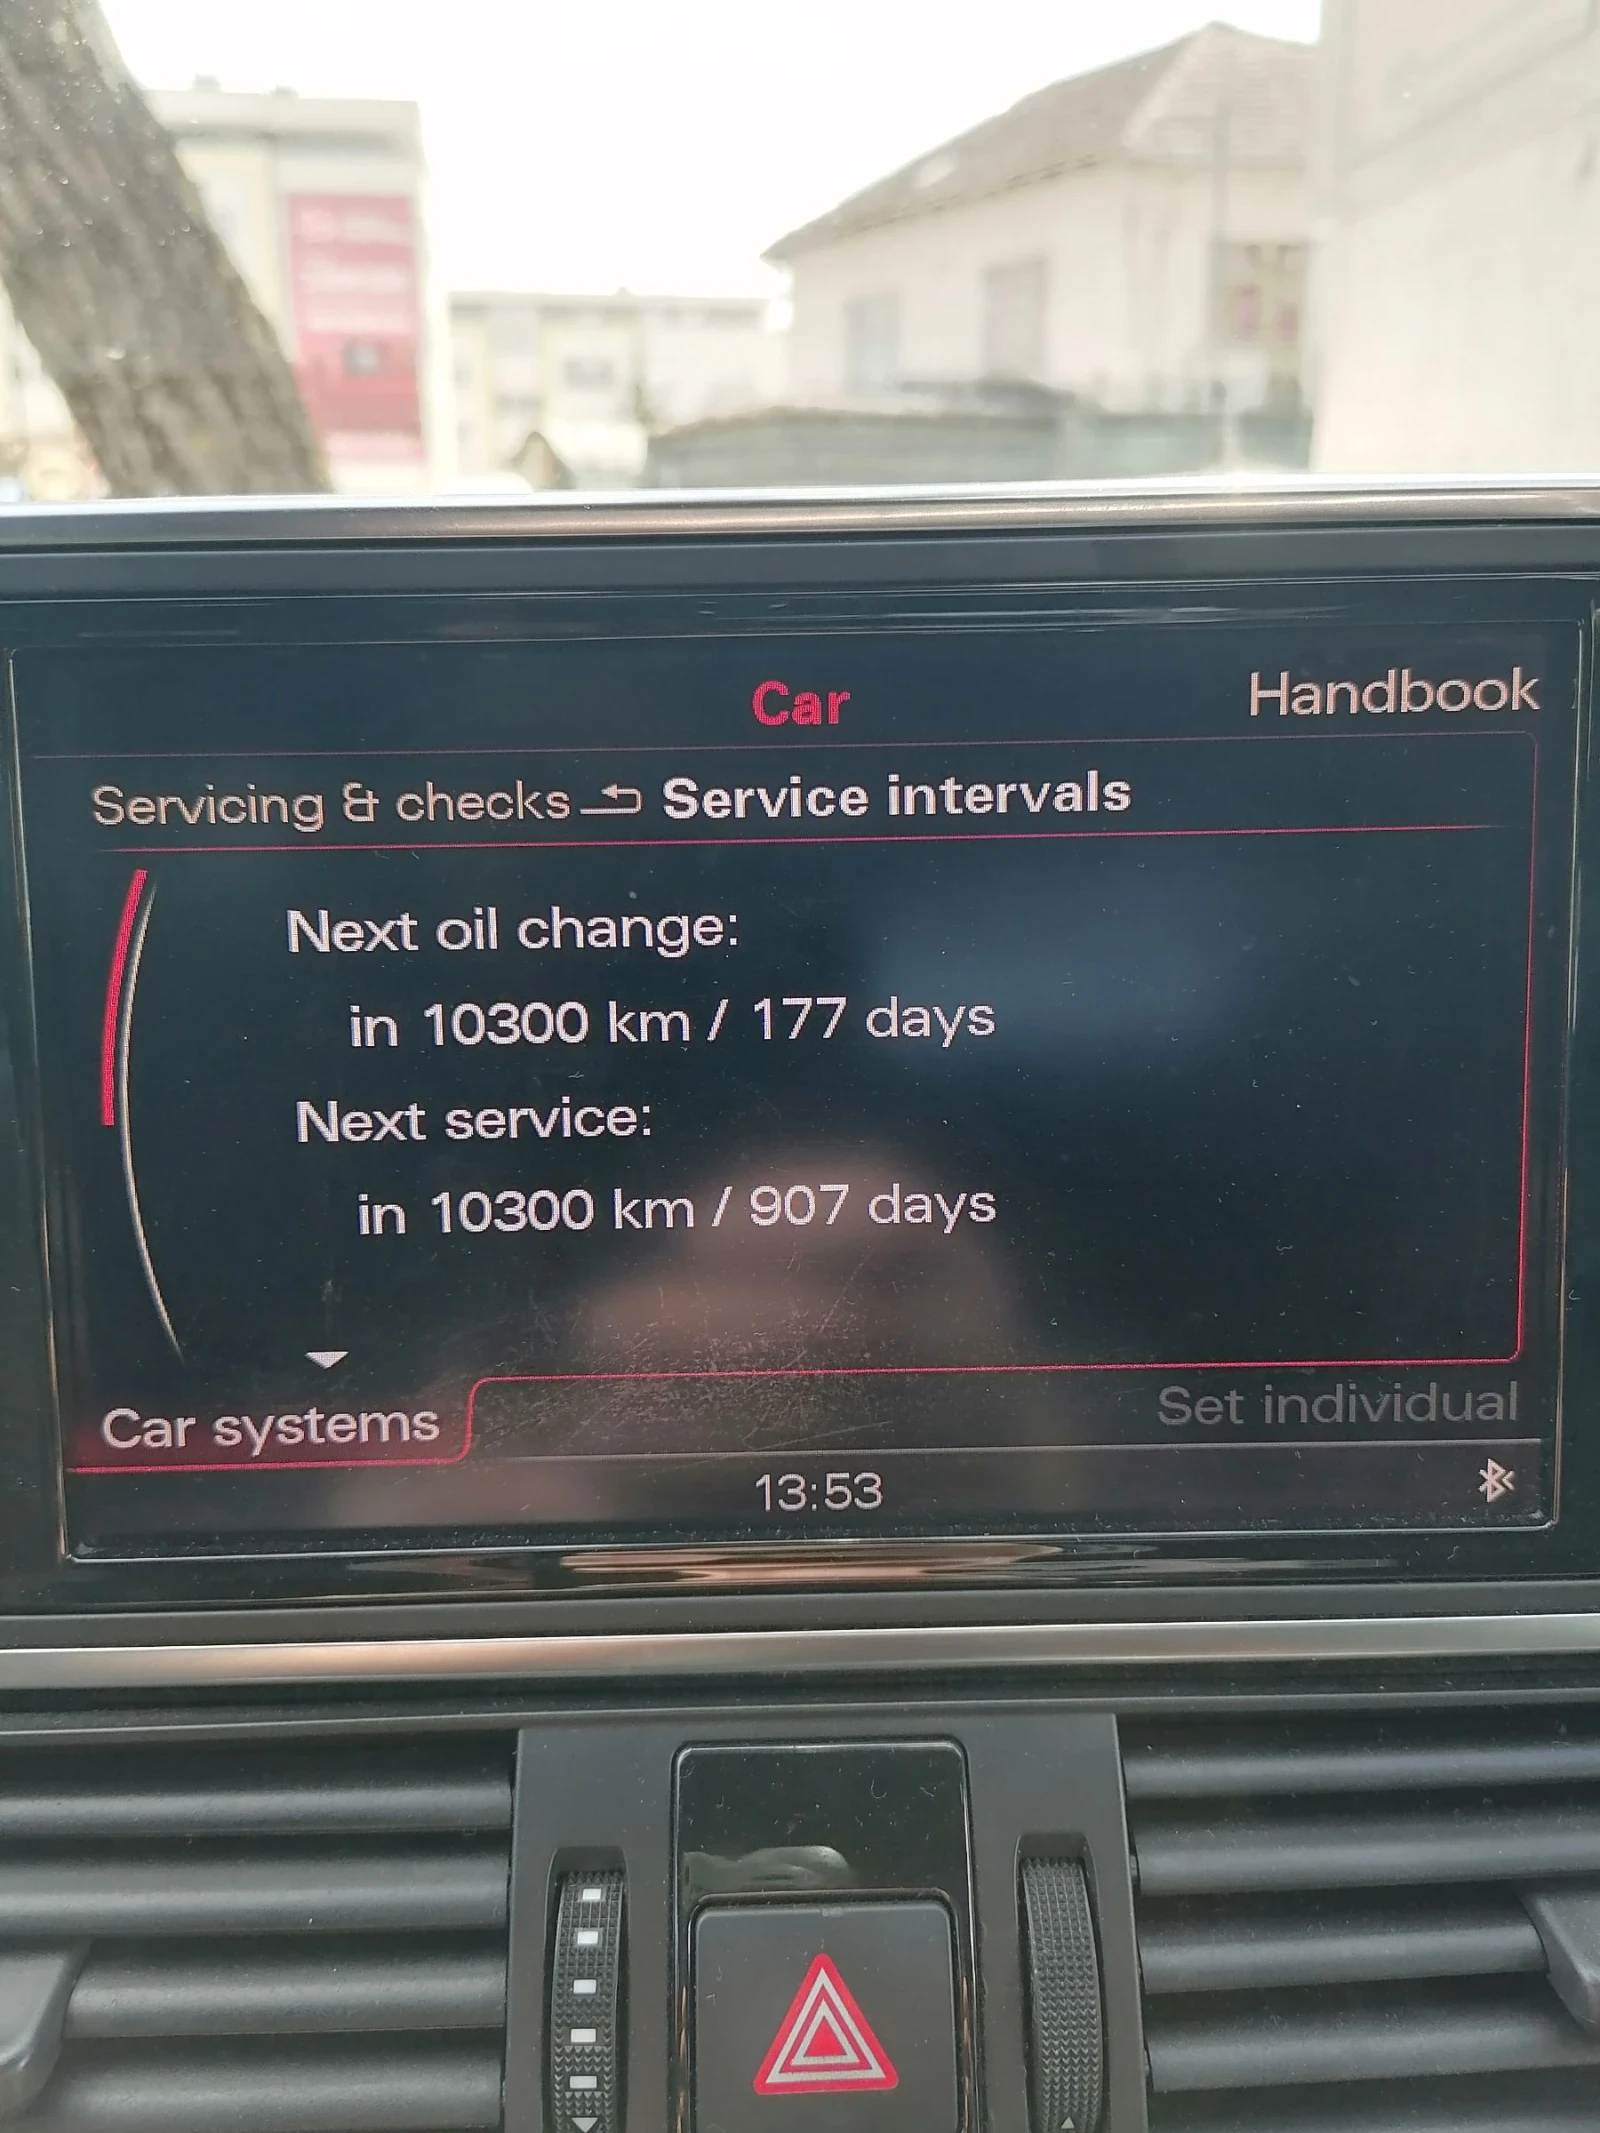 Car
Handbook
Servicing & checks Service intervals
Next oil change:
in 10300 km / 177 days
Next service:
in 10300 km / 907 days
Car systems
Set individual
13:53